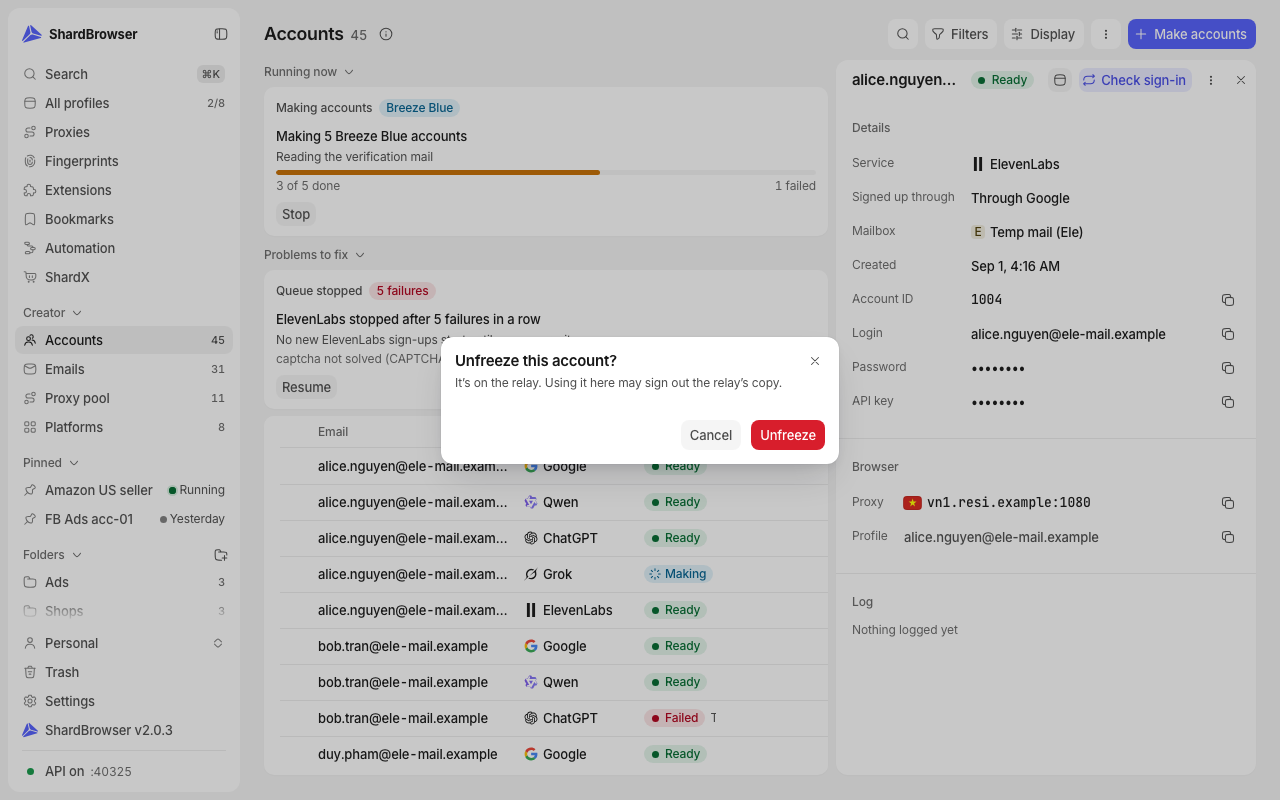 ShardBrowser
Search ⌘K
All profiles 2/8
Proxies
Fingerprints
Extensions
Bookmarks
Automation
ShardX
Creator
Accounts 45
Emails 31
Proxy pool 11
Platforms 8
Pinned
Amazon US seller Running
FB Ads acc-01 Yesterday
Folders
Ads 3
Shops 3
Personal
Trash
Settings
ShardBrowser v2.0.3
API on :40325
Accounts 45
Filters
Display
Make accounts
Running now
Making accounts Breeze Blue
Making 5 Breeze Blue accounts
Reading the verification mail
3 of 5 done 1 failed
Stop
Problems to fix
Queue stopped 5 failures
ElevenLabs stopped after 5 failures in a row
No new ElevenLabs sign-ups
captcha not solved
Resume
Email
alice.nguyen@ele-mail.exam... Google Ready
alice.nguyen@ele-mail.exam... Qwen Ready
alice.nguyen@ele-mail.exam... ChatGPT Ready
alice.nguyen@ele-mail.exam... Grok Making
alice.nguyen@ele-mail.exam... ElevenLabs Ready
bob.tran@ele-mail.example Google Ready
bob.tran@ele-mail.example Qwen Ready
bob.tran@ele-mail.example ChatGPT Failed
duy.pham@ele-mail.example Google Ready
Unfreeze this account?
It's on the relay. Using it here may sign out the relay's copy.
Cancel
Unfreeze
alice.nguyen... Ready Check sign-in
Details
Service ElevenLabs
Signed up through Through Google
Mailbox E Temp mail (Ele)
Created Sep 1, 4:16 AM
Account ID 1004
Login alice.nguyen@ele-mail.example
Password ••••••••
API key ••••••••
Browser
Proxy vn1.resi.example:1080
Profile alice.nguyen@ele-mail.example
Log
Nothing logged yet